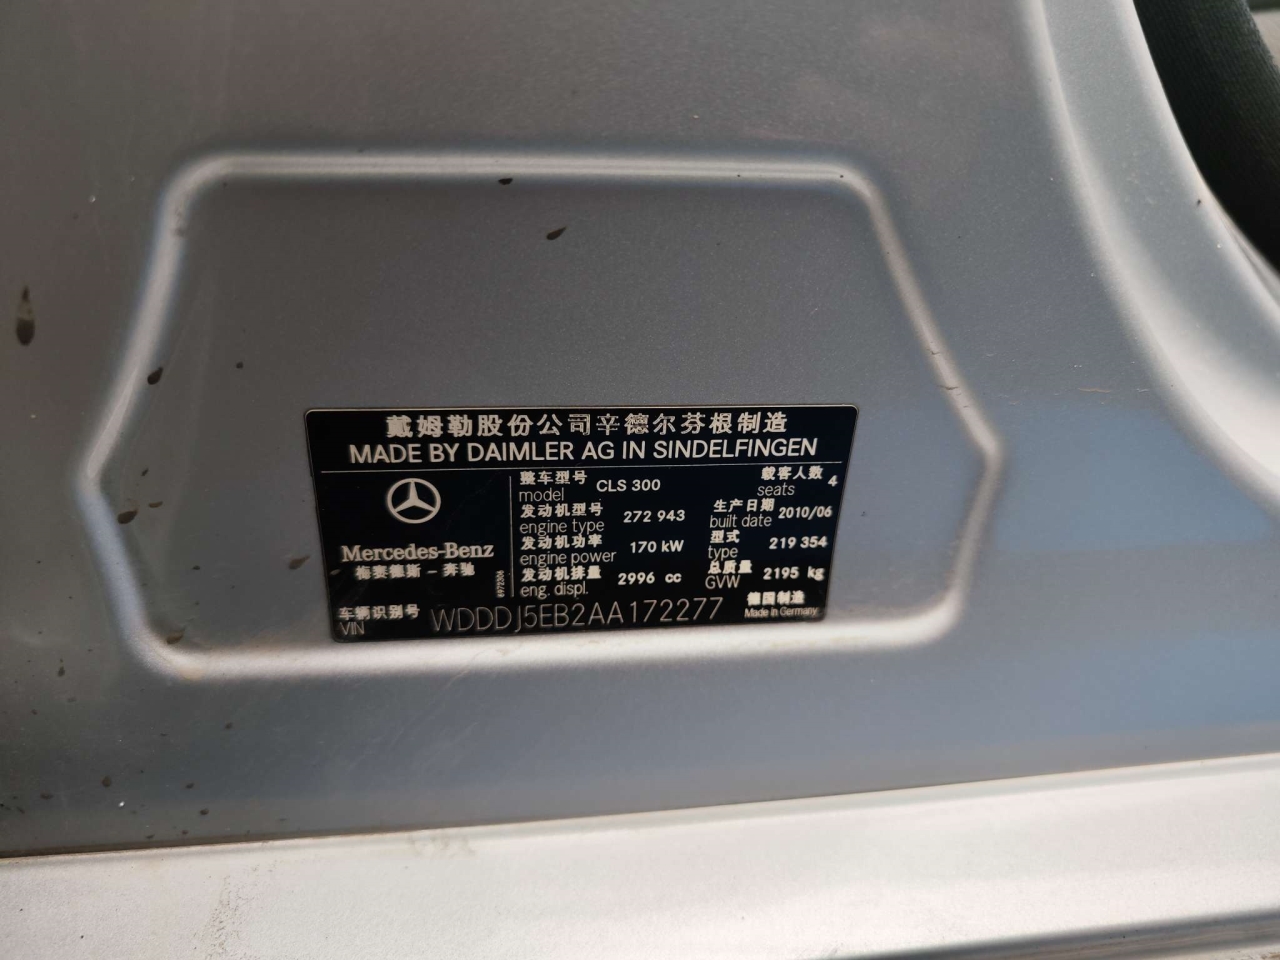 戴姆勒股份公司辛德尔芬根制造
MADE BY DAIMLER AG IN SINDELFINGEN
Mercedes-Benz
梅赛德斯－奔驰
整车型号 model CLS 300
载客人数 seats 4
发动机型号 engine type 272 943
生产日期 built date 2010/06
发动机功率 engine power 170 kW
型式 type 219 354
发动机排量 eng. displ. 2996 cc
总质量 GVW 2195 kg
车辆识别号 VIN WDDDJ5EB2AA172277
德国制造
Made in Germany